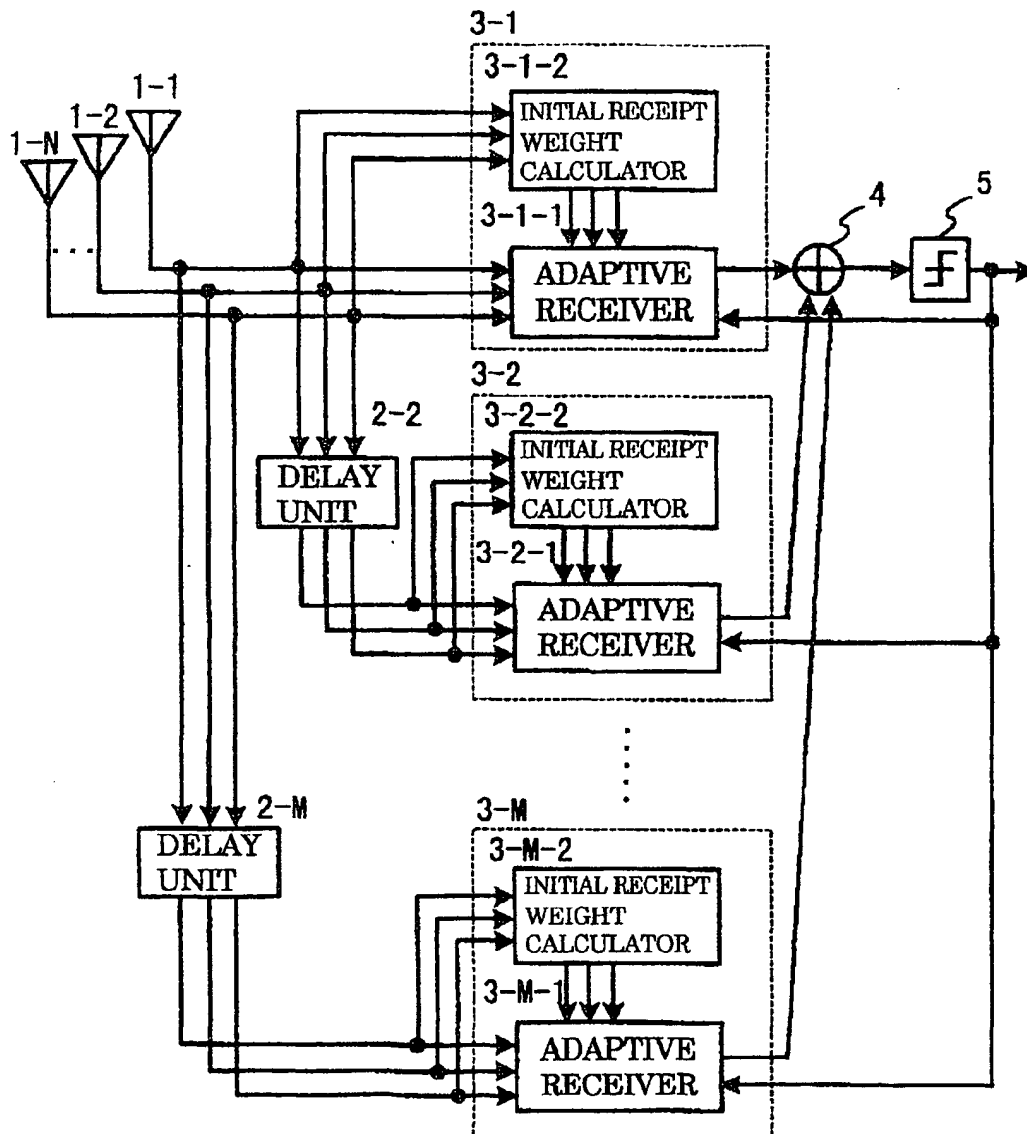 3-1
3-1-2
1-1
1-2
1-N
INITIAL RECEIPT
WEIGHT
CALCULATOR
3-1-1
4
5
ADAPTIVE
RECEIVER
3-2
2-2
3-2-2
INITIAL RECEIPT
WEIGHT
CALCULATOR
DELAY
UNIT
3-2-1
ADAPTIVE
RECEIVER
2-M
3-M
DELAY
UNIT
3-M-2
INITIAL RECEIPT
WEIGHT
CALCULATOR
3-M-1
ADAPTIVE
RECEIVER